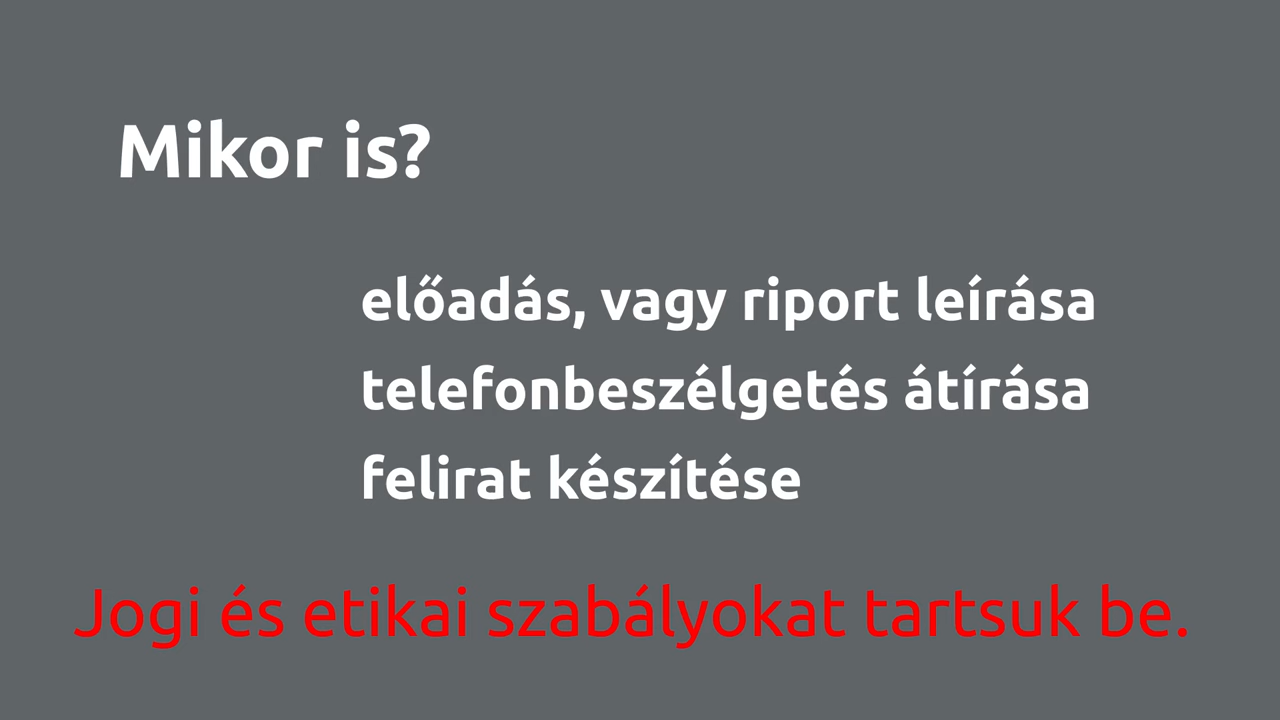 Mikor is?
előadás, vagy riport leírása
telefonbeszélgetés átírása
felirat készítése
Jogi és etikai szabályokat tartsuk be.